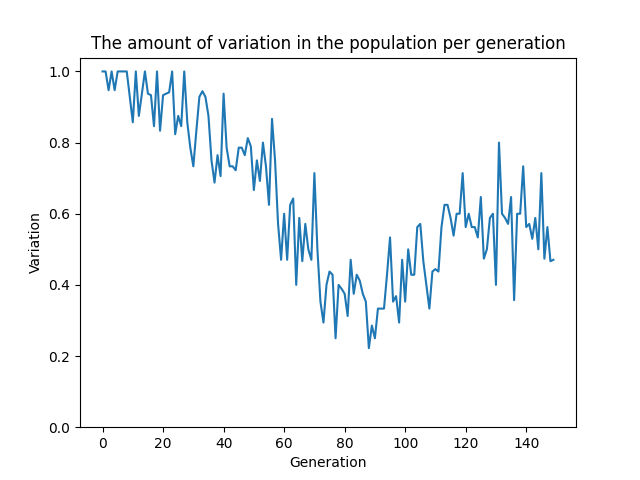 The amount of variation in the population per generation
1.0
0.8
0.6
0.4
0.2
0.0
Variation
0 20 40 60 80 100 120 140
Generation